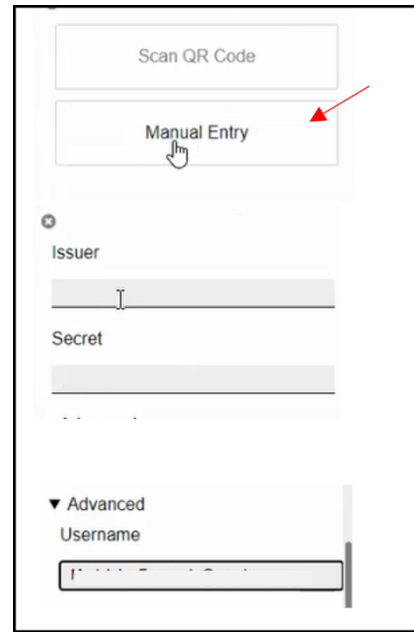 Scan QR Code
Manual Entry
Issuer
Secret
▼ Advanced
Username